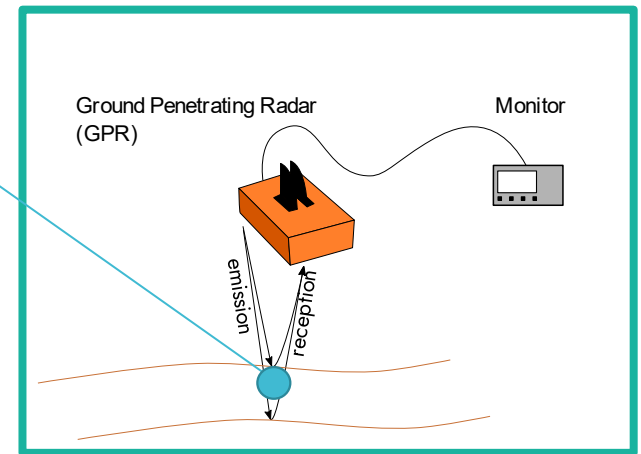 Ground Penetrating Radar
(GPR)
Monitor
emission
reception